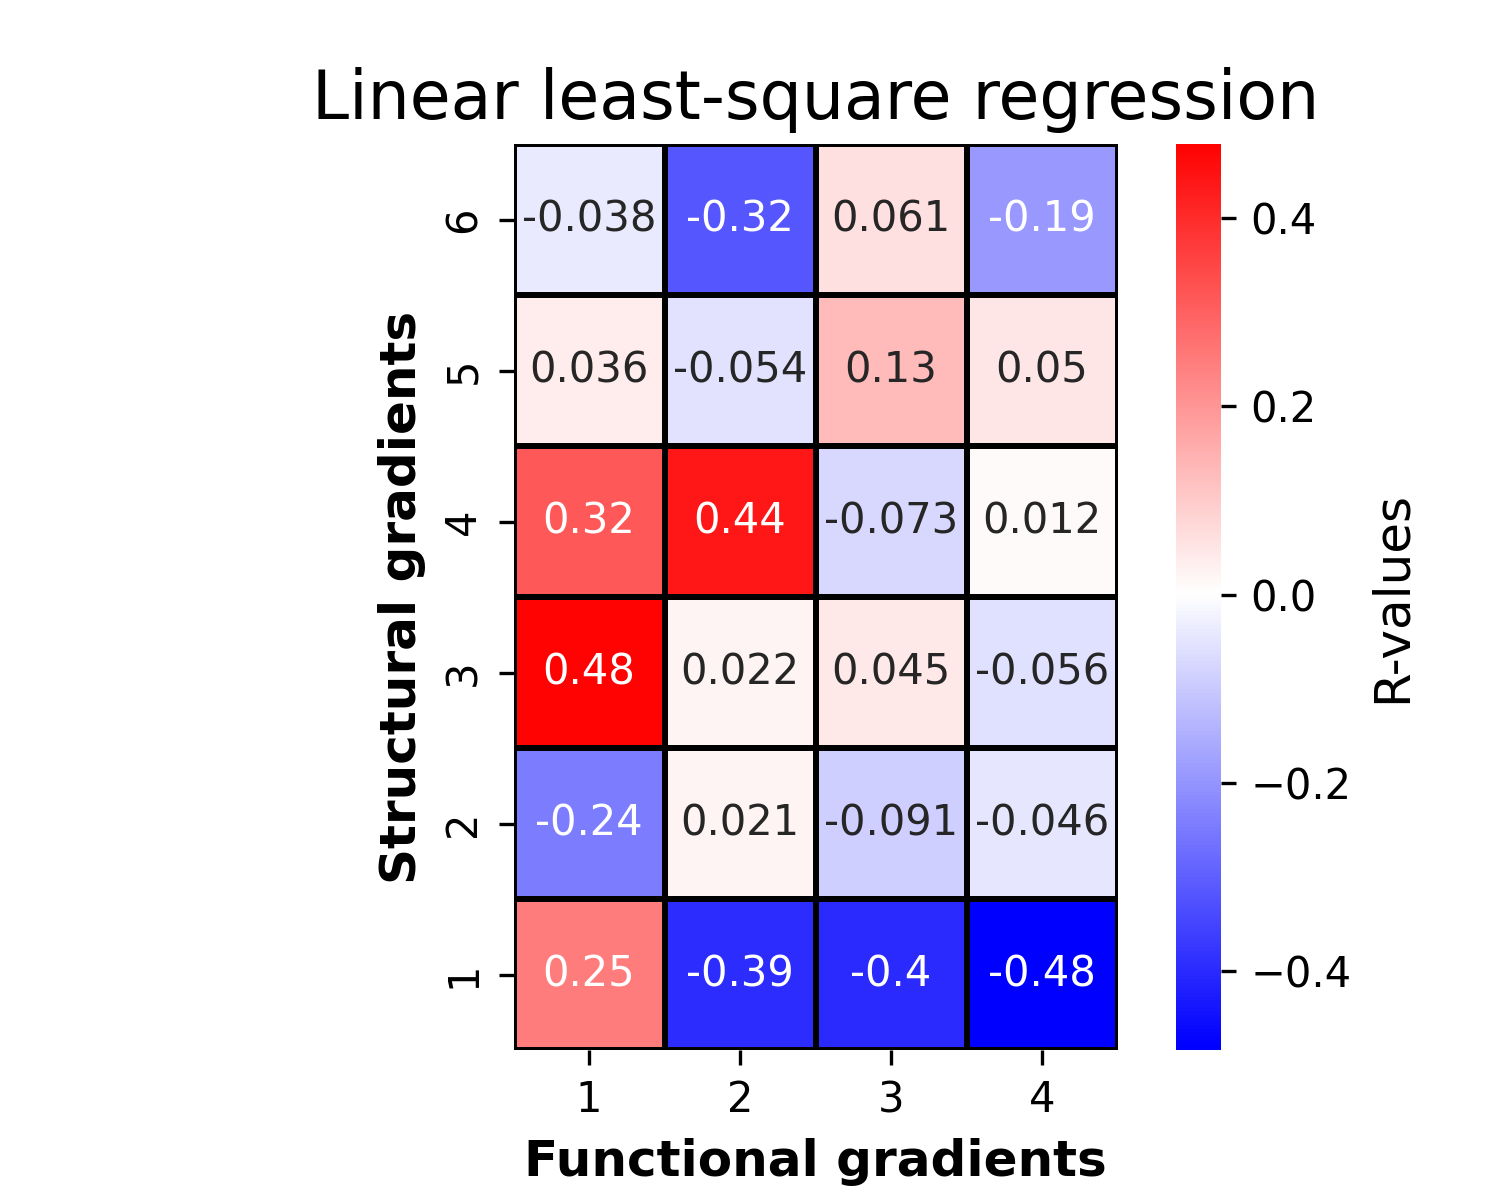 Linear least-square regression
Structural gradients
6 -0.038 -0.32 0.061 -0.19
5 0.036 -0.054 0.13 0.05
4 0.32 0.44 -0.073 0.012
3 0.48 0.022 0.045 -0.056
2 -0.24 0.021 -0.091 -0.046
1 0.25 -0.39 -0.4 -0.48
1 2 3 4
Functional gradients
0.4
0.2
0.0
−0.2
−0.4
R-values